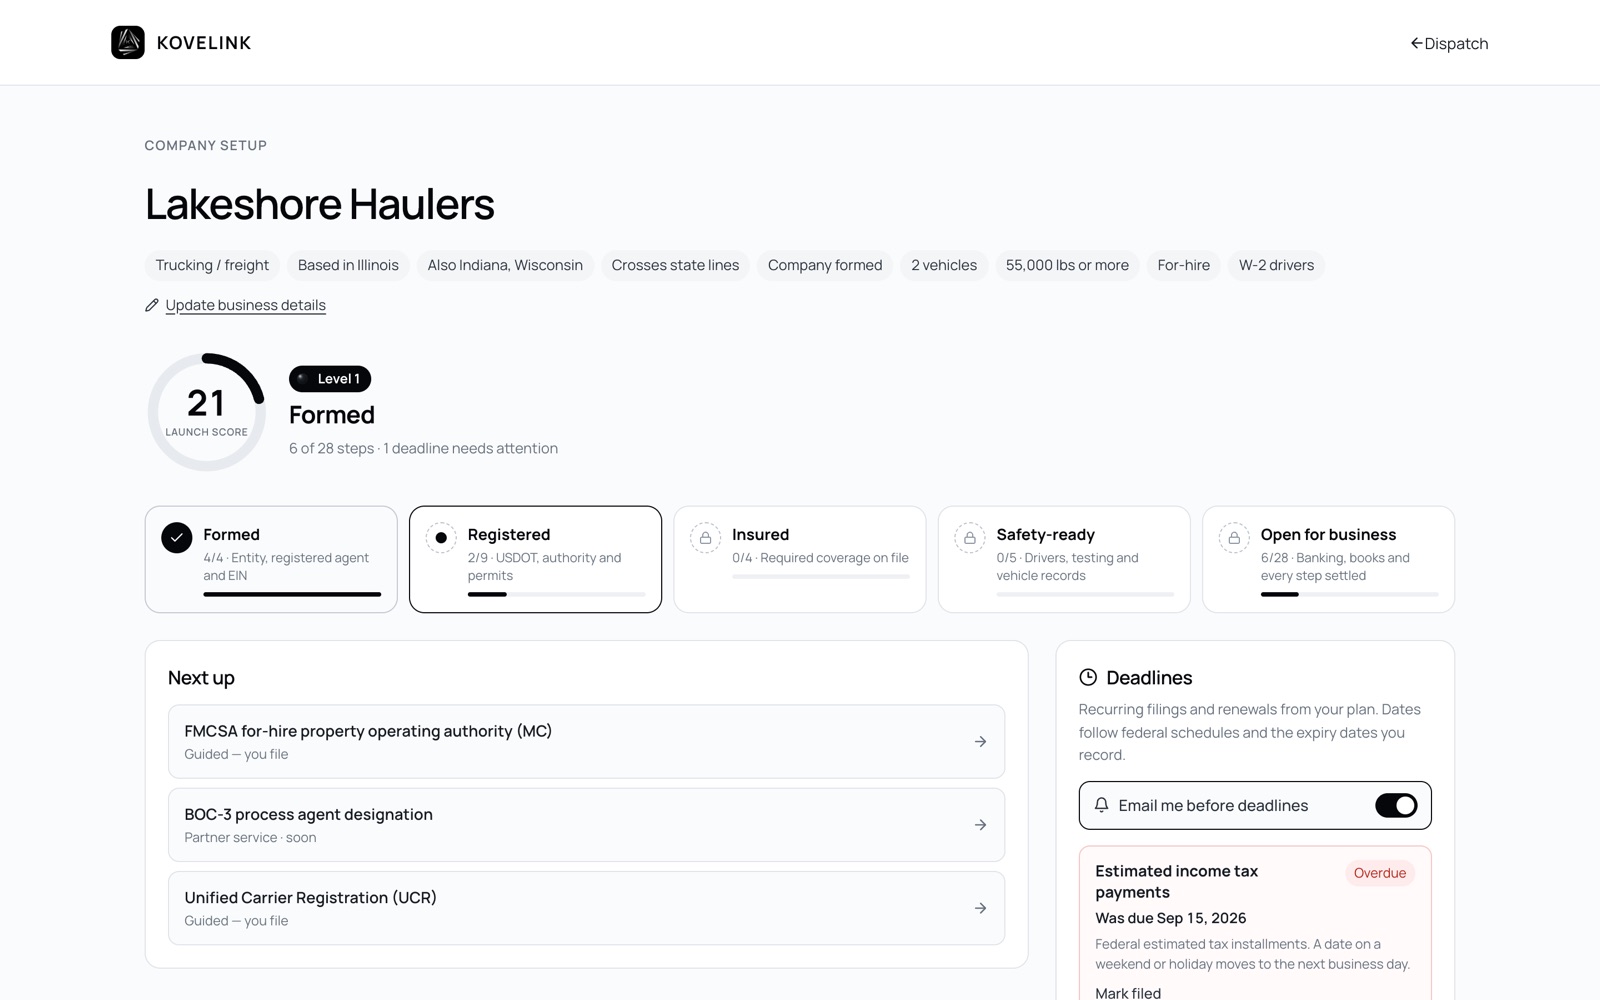 KOVELINK
← Dispatch
COMPANY SETUP
Lakeshore Haulers
Trucking / freight
Based in Illinois
Also Indiana, Wisconsin
Crosses state lines
Company formed
2 vehicles
55,000 lbs or more
For-hire
W-2 drivers
Update business details
21
LAUNCH SCORE
Level 1
Formed
6 of 28 steps · 1 deadline needs attention
Formed
4/4 · Entity, registered agent
and EIN
Registered
2/9 · USDOT, authority and
permits
Insured
0/4 · Required coverage on file
Safety-ready
0/5 · Drivers, testing and
vehicle records
Open for business
6/28 · Banking, books and
every step settled
Next up
FMCSA for-hire property operating authority (MC)
Guided — you file
→
BOC-3 process agent designation
Partner service · soon
→
Unified Carrier Registration (UCR)
Guided — you file
→
Deadlines
Recurring filings and renewals from your plan. Dates
follow federal schedules and the expiry dates you
record.
Email me before deadlines
Estimated income tax
payments
Overdue
Was due Sep 15, 2026
Federal estimated tax installments. A date on a
weekend or holiday moves to the next business day.
Mark filed